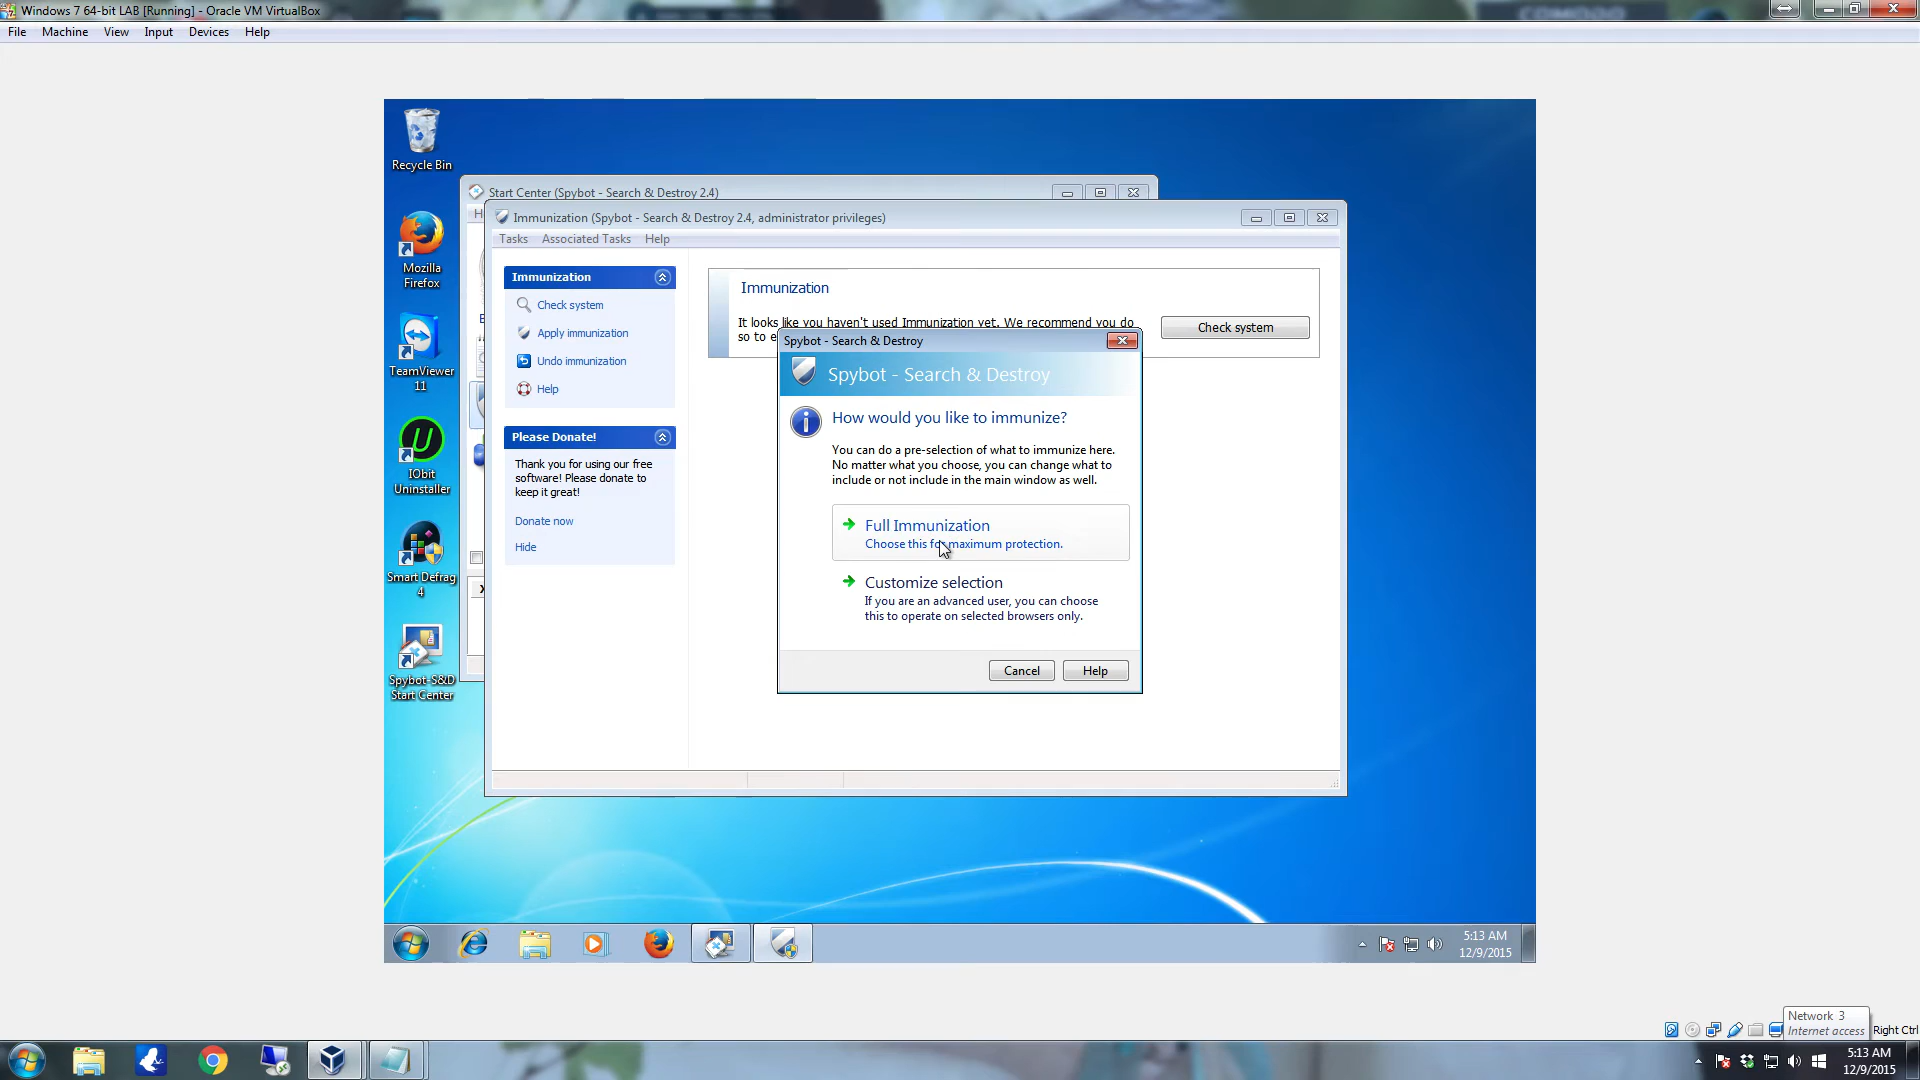 Windows 7 64-bit LAB [Running] - Oracle VM VirtualBox
File Machine View Input Devices Help
Recycle Bin
Mozilla
Firefox
TeamViewer
11
IObit
Uninstaller
Smart Defrag
4
Spybot-S&D
Start Center
Start Center (Spybot - Search & Destroy 2.4)
Immunization (Spybot - Search & Destroy 2.4, administrator privileges)
Tasks Associated Tasks Help
Immunization
Check system
Apply immunization
Undo immunization
Help
Please Donate!
Thank you for using our free
software! Please donate to
keep it great!
Donate now
Hide
Immunization
It looks like you haven't used Immunization yet. We recommend you do
so to e
Check system
Spybot - Search & Destroy
Spybot - Search & Destroy
How would you like to immunize?
You can do a pre-selection of what to immunize here.
No matter what you choose, you can change what to
include or not include in the main window as well.
Full Immunization
Choose this for maximum protection.
Customize selection
If you are an advanced user, you can choose
this to operate on selected browsers only.
Cancel Help
5:13 AM
12/9/2015
Network 3
Internet access
Right Ctrl
5:13 AM
12/9/2015